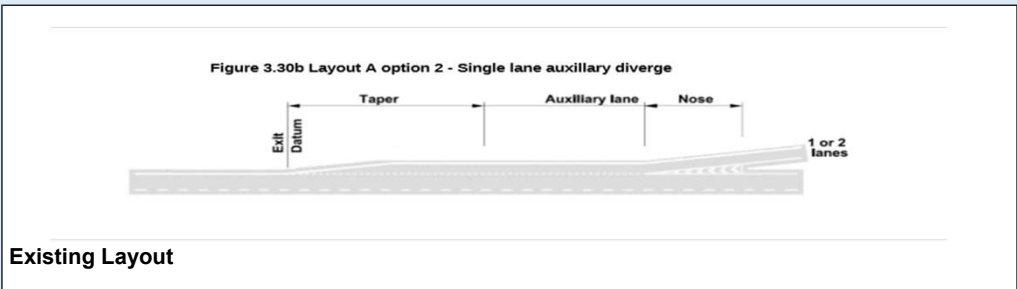 Figure 3.30b Layout A option 2 - Single lane auxillary diverge
Taper
Auxiliary lane
Nose
Exit
Datum
1 or 2
lanes
Existing Layout